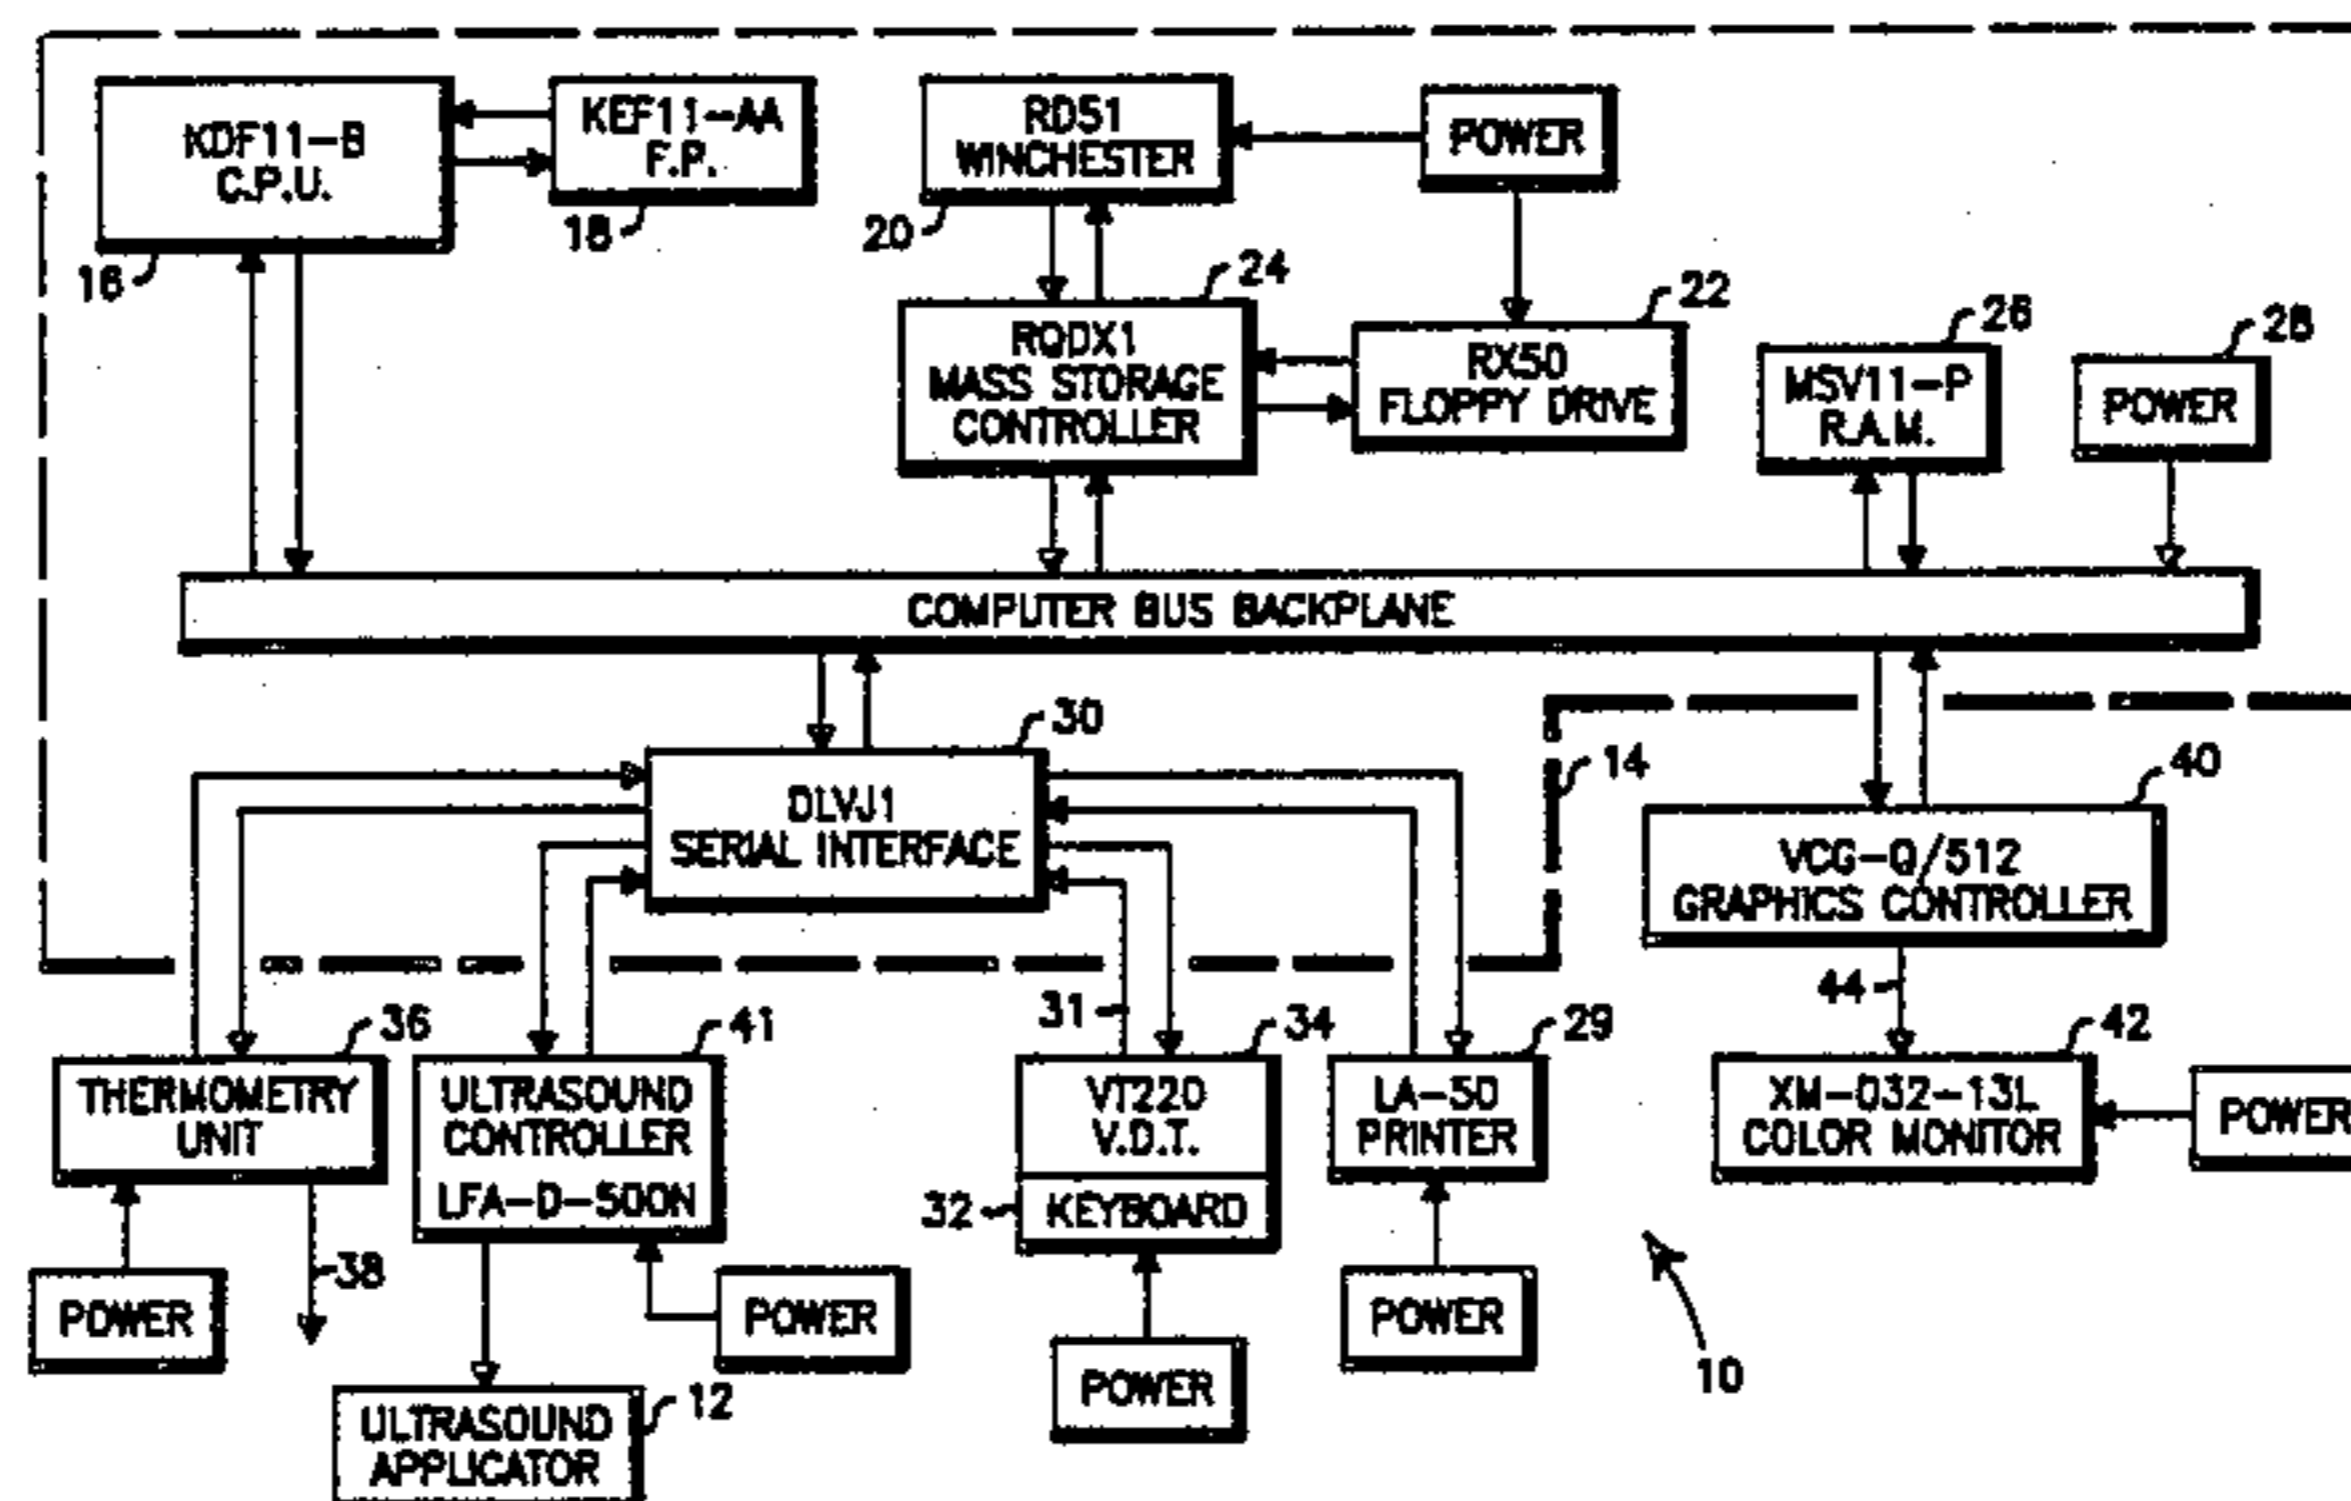 KDF11-B
C.P.U.
16
KEF11-AA
F.P.
18
RD51
WINCHESTER
20
POWER
24
RQDX1
MASS STORAGE
CONTROLLER
22
RX50
FLOPPY DRIVE
26
MSV11-P
R.A.M.
28
POWER
COMPUTER BUS BACKPLANE
30
DLVJ1
SERIAL INTERFACE
14
40
VCG-Q/512
GRAPHICS CONTROLLER
44
36
THERMOMETRY
UNIT
41
ULTRASOUND
CONTROLLER
LFA-D-500N
31
34
VT220
V.D.T.
32
KEYBOARD
29
LA-50
PRINTER
42
XM-032-13L
COLOR MONITOR
POWER
38
POWER
POWER
POWER
POWER
10
12
ULTRASOUND
APPLICATOR